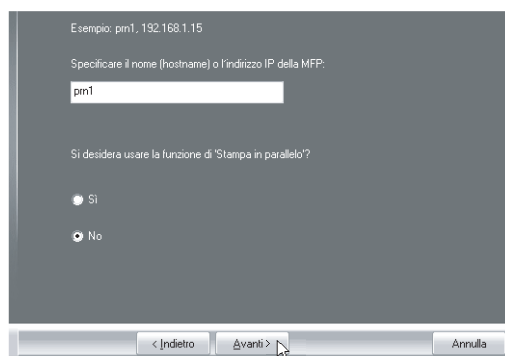 Esempio: prn1, 192.168.1.15
Specificare il nome (hostname) o l'indirizzo IP della MFP:
prn1
Si desidera usare la funzione di 'Stampa in parallelo'?
Sì
No
< Indietro
Avanti >
Annulla